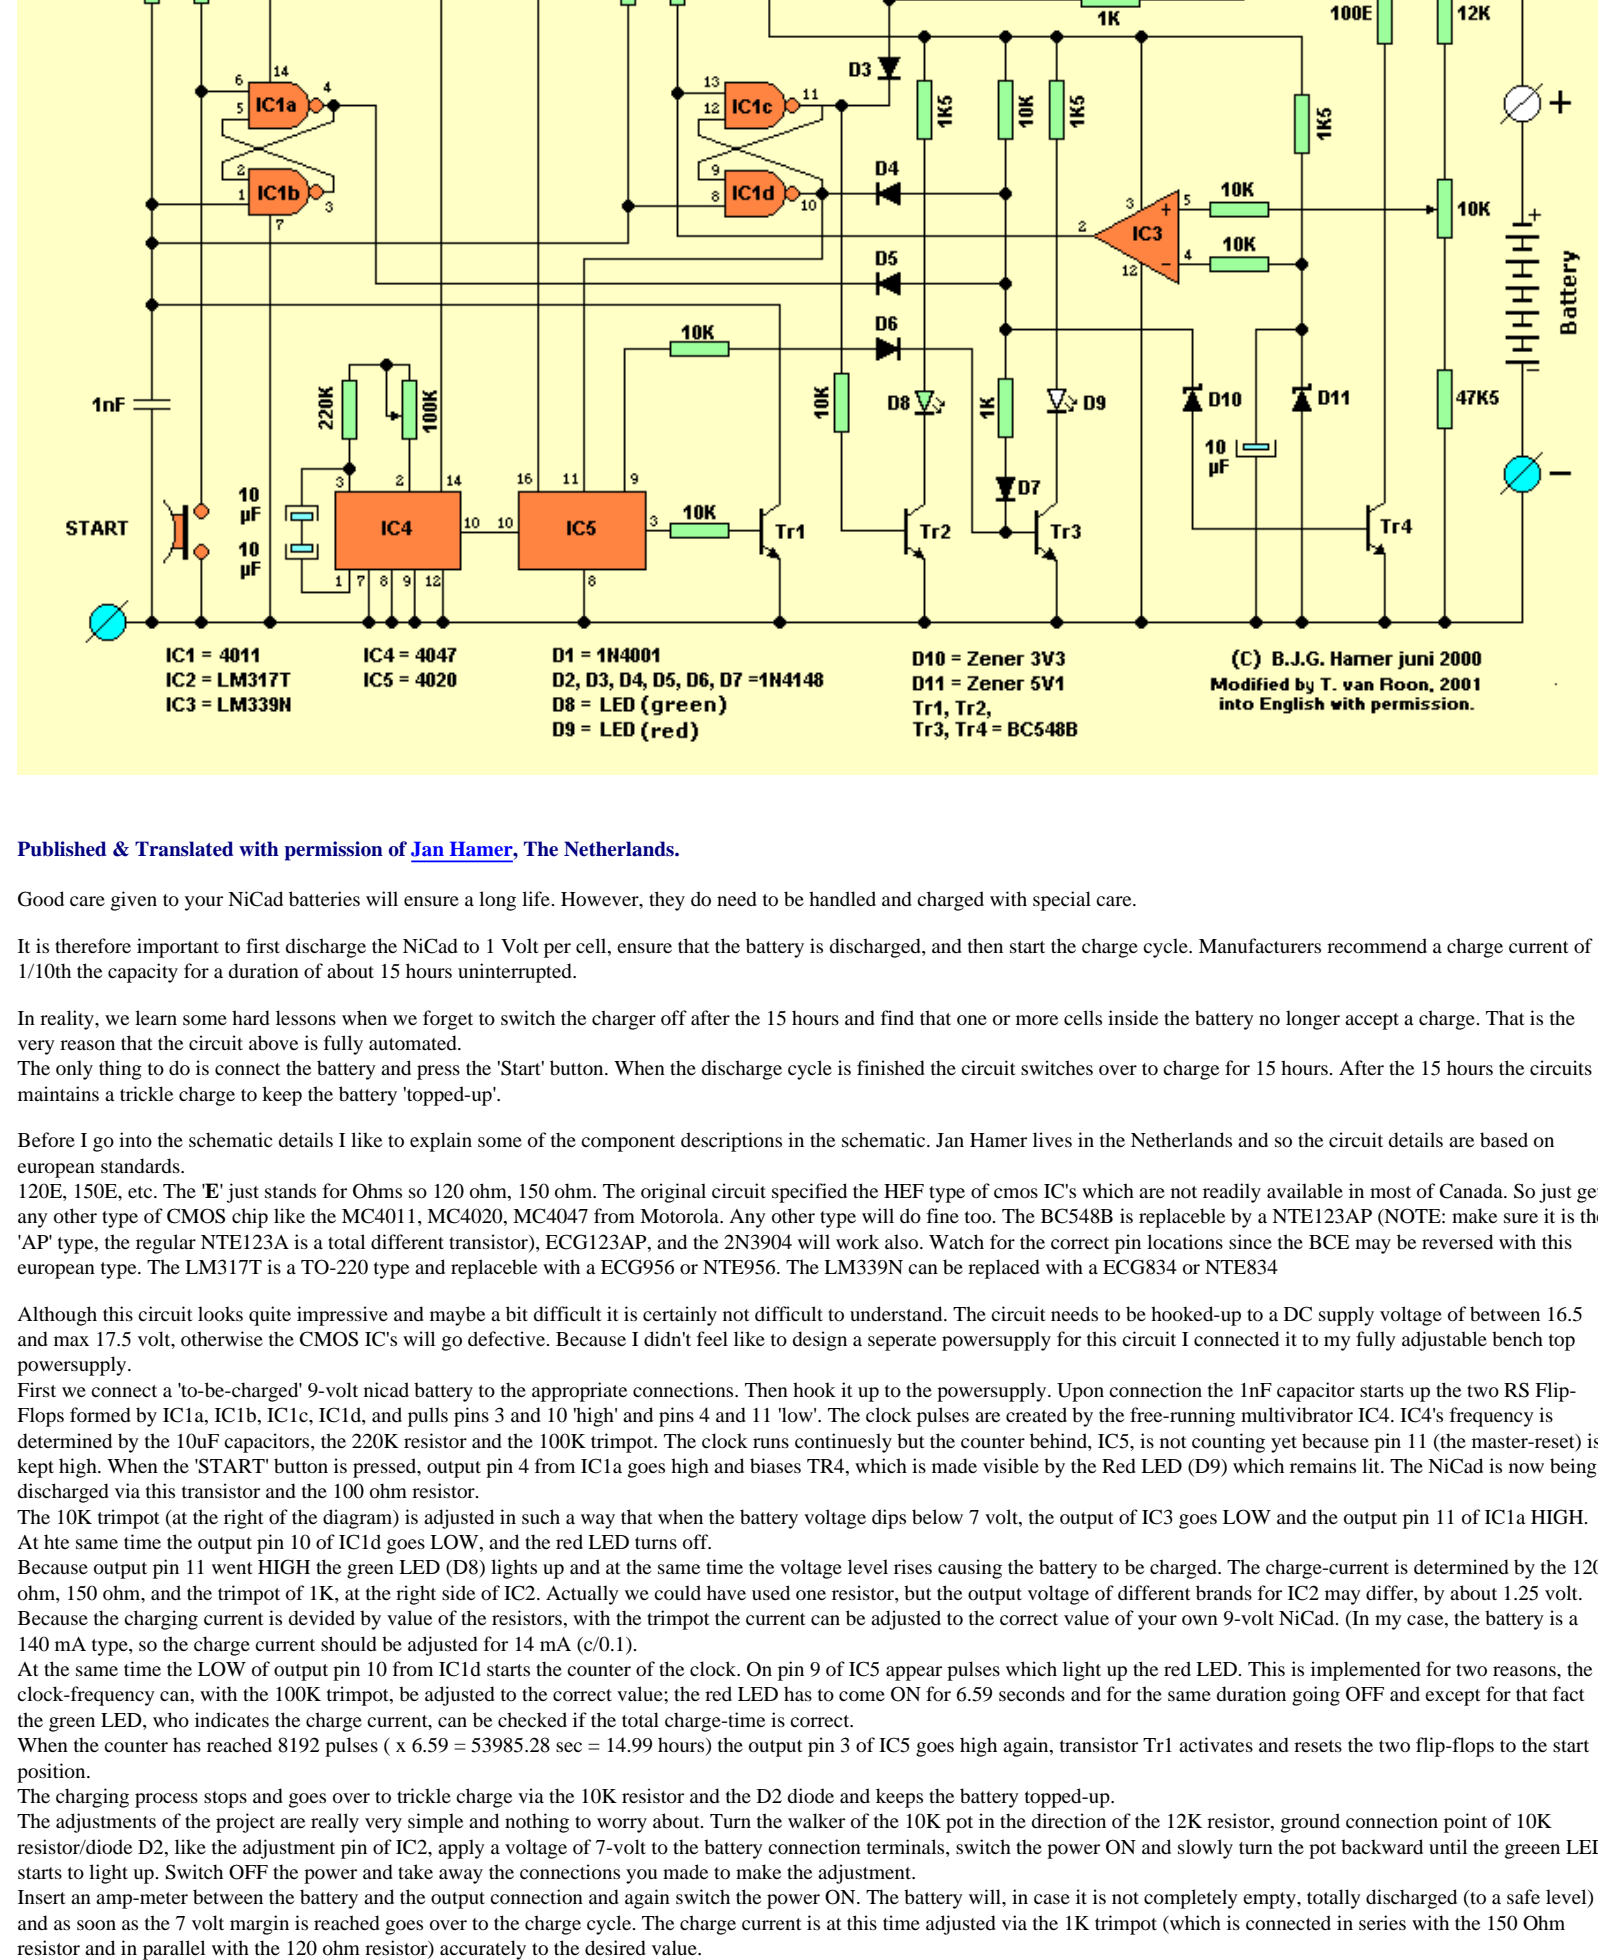 1K
100E
12K
14
6
4
IC1a
5
2
IC1b
1
3
7
13
11
IC1c
12
D3
1K5
10K
1K5
1K5
+
9
IC1d
8
10
D4
10K
5
3
+
2
IC3
10K
4
12
−
10K
+
Battery
−
D5
D6
10K
1nF
220K
100K
10K
D8
1K
D9
D10
D11
47K5
10
µF
3
2
14
16
11
9
D7
START
10
µF
10
µF
IC4
10
10
IC5
3
10K
Tr1
Tr2
Tr3
Tr4
−
1
7
8
9
12
8
IC1 = 4011
IC2 = LM317T
IC3 = LM339N
IC4 = 4047
IC5 = 4020
D1 = 1N4001
D2, D3, D4, D5, D6, D7 =1N4148
D8 = LED (green)
D9 = LED (red)
D10 = Zener 3V3
D11 = Zener 5V1
Tr1, Tr2,
Tr3, Tr4 = BC548B
(C) B.J.G. Hamer juni 2000
Modified by T. van Roon, 2001
into English with permission.
Published & Translated with permission of Jan Hamer, The Netherlands.
Good care given to your NiCad batteries will ensure a long life. However, they do need to be handled and charged with special care.
It is therefore important to first discharge the NiCad to 1 Volt per cell, ensure that the battery is discharged, and then start the charge cycle. Manufacturers recommend a charge current of
1/10th the capacity for a duration of about 15 hours uninterrupted.
In reality, we learn some hard lessons when we forget to switch the charger off after the 15 hours and find that one or more cells inside the battery no longer accept a charge. That is the
very reason that the circuit above is fully automated.
The only thing to do is connect the battery and press the 'Start' button. When the discharge cycle is finished the circuit switches over to charge for 15 hours. After the 15 hours the circuits
maintains a trickle charge to keep the battery 'topped-up'.
Before I go into the schematic details I like to explain some of the component descriptions in the schematic. Jan Hamer lives in the Netherlands and so the circuit details are based on
european standards.
120E, 150E, etc. The 'E' just stands for Ohms so 120 ohm, 150 ohm. The original circuit specified the HEF type of cmos IC's which are not readily available in most of Canada. So just ge
any other type of CMOS chip like the MC4011, MC4020, MC4047 from Motorola. Any other type will do fine too. The BC548B is replaceble by a NTE123AP (NOTE: make sure it is the
'AP' type, the regular NTE123A is a total different transistor), ECG123AP, and the 2N3904 will work also. Watch for the correct pin locations since the BCE may be reversed with this
european type. The LM317T is a TO-220 type and replaceble with a ECG956 or NTE956. The LM339N can be replaced with a ECG834 or NTE834
Although this circuit looks quite impressive and maybe a bit difficult it is certainly not difficult to understand. The circuit needs to be hooked-up to a DC supply voltage of between 16.5
and max 17.5 volt, otherwise the CMOS IC's will go defective. Because I didn't feel like to design a seperate powersupply for this circuit I connected it to my fully adjustable bench top
powersupply.
First we connect a 'to-be-charged' 9-volt nicad battery to the appropriate connections. Then hook it up to the powersupply. Upon connection the 1nF capacitor starts up the two RS Flip-
Flops formed by IC1a, IC1b, IC1c, IC1d, and pulls pins 3 and 10 'high' and pins 4 and 11 'low'. The clock pulses are created by the free-running multivibrator IC4. IC4's frequency is
determined by the 10uF capacitors, the 220K resistor and the 100K trimpot. The clock runs continuesly but the counter behind, IC5, is not counting yet because pin 11 (the master-reset) is
kept high. When the 'START' button is pressed, output pin 4 from IC1a goes high and biases TR4, which is made visible by the Red LED (D9) which remains lit. The NiCad is now being
discharged via this transistor and the 100 ohm resistor.
The 10K trimpot (at the right of the diagram) is adjusted in such a way that when the battery voltage dips below 7 volt, the output of IC3 goes LOW and the output pin 11 of IC1a HIGH.
At hte same time the output pin 10 of IC1d goes LOW, and the red LED turns off.
Because output pin 11 went HIGH the green LED (D8) lights up and at the same time the voltage level rises causing the battery to be charged. The charge-current is determined by the 120
ohm, 150 ohm, and the trimpot of 1K, at the right side of IC2. Actually we could have used one resistor, but the output voltage of different brands for IC2 may differ, by about 1.25 volt.
Because the charging current is devided by value of the resistors, with the trimpot the current can be adjusted to the correct value of your own 9-volt NiCad. (In my case, the battery is a
140 mA type, so the charge current should be adjusted for 14 mA (c/0.1).
At the same time the LOW of output pin 10 from IC1d starts the counter of the clock. On pin 9 of IC5 appear pulses which light up the red LED. This is implemented for two reasons, the
clock-frequency can, with the 100K trimpot, be adjusted to the correct value; the red LED has to come ON for 6.59 seconds and for the same duration going OFF and except for that fact
the green LED, who indicates the charge current, can be checked if the total charge-time is correct.
When the counter has reached 8192 pulses ( x 6.59 = 53985.28 sec = 14.99 hours) the output pin 3 of IC5 goes high again, transistor Tr1 activates and resets the two flip-flops to the start
position.
The charging process stops and goes over to trickle charge via the 10K resistor and the D2 diode and keeps the battery topped-up.
The adjustments of the project are really very simple and nothing to worry about. Turn the walker of the 10K pot in the direction of the 12K resistor, ground connection point of 10K
resistor/diode D2, like the adjustment pin of IC2, apply a voltage of 7-volt to the battery connection terminals, switch the power ON and slowly turn the pot backward until the greeen LED
starts to light up. Switch OFF the power and take away the connections you made to make the adjustment.
Insert an amp-meter between the battery and the output connection and again switch the power ON. The battery will, in case it is not completely empty, totally discharged (to a safe level)
and as soon as the 7 volt margin is reached goes over to the charge cycle. The charge current is at this time adjusted via the 1K trimpot (which is connected in series with the 150 Ohm
resistor and in parallel with the 120 ohm resistor) accurately to the desired value.